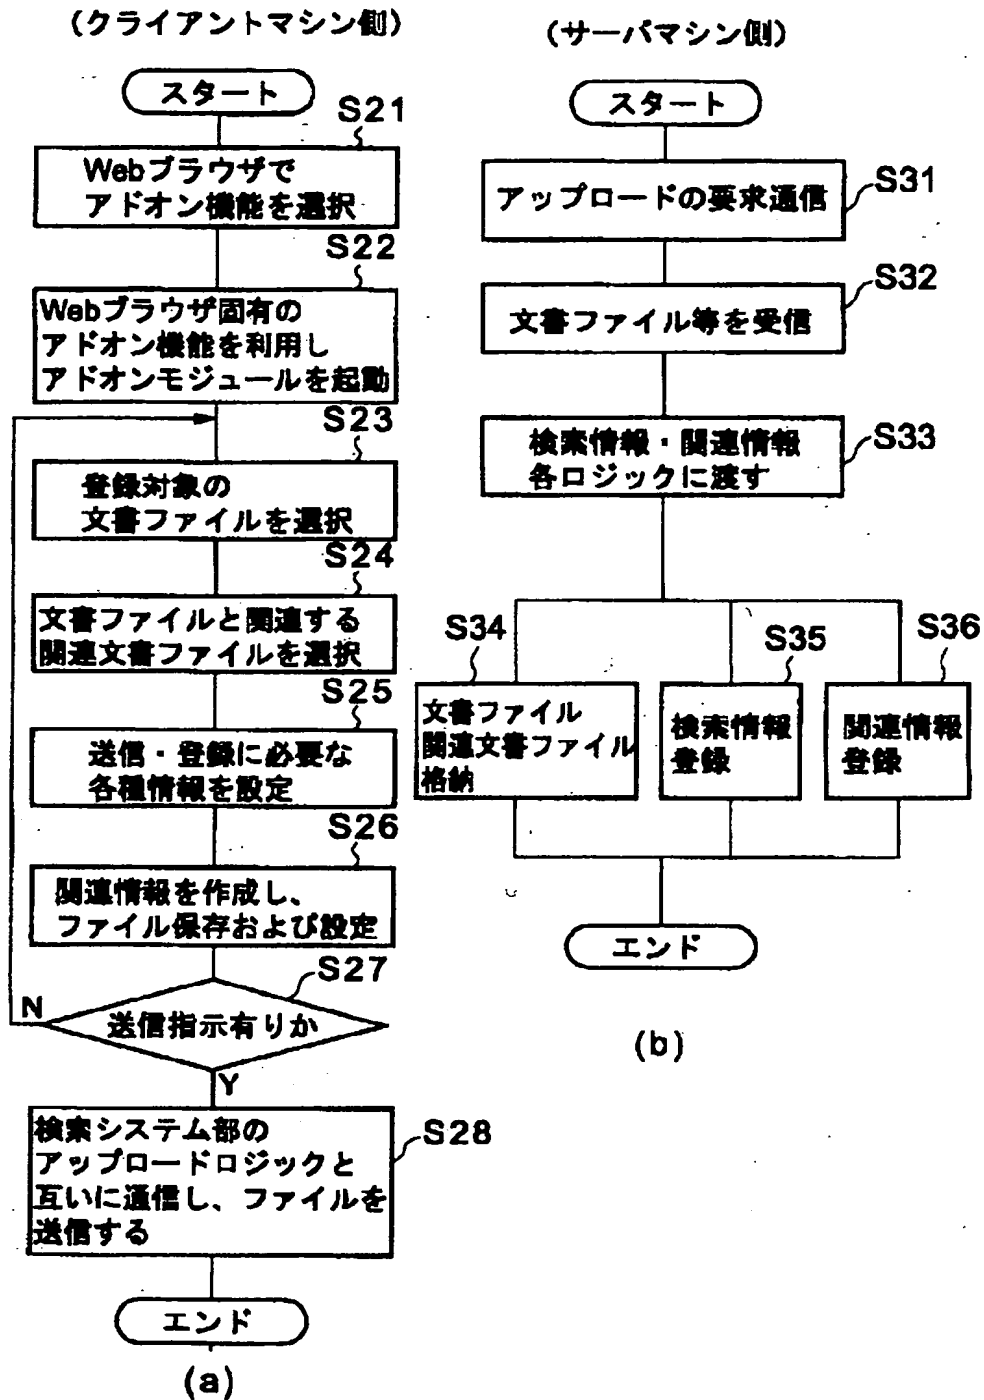 (クライアントマシン側)
スタート
S21
Webブラウザで
アドオン機能を選択
S22
Webブラウザ固有の
アドオン機能を利用し
アドオンモジュールを起動
S23
登録対象の
文書ファイルを選択
S24
文書ファイルと関連する
関連文書ファイルを選択
S25
送信・登録に必要な
各種情報を設定
S26
関連情報を作成し、
ファイル保存および設定
S27
送信指示有りか
N
Y
S28
検索システム部の
アップロードロジックと
互いに通信し、ファイルを
送信する
エンド
(a)
(サーバマシン側)
スタート
S31
アップロードの要求通信
S32
文書ファイル等を受信
S33
検索情報・関連情報
各ロジックに渡す
S34
文書ファイル
関連文書ファイル
格納
S35
検索情報
登録
S36
関連情報
登録
エンド
(b)